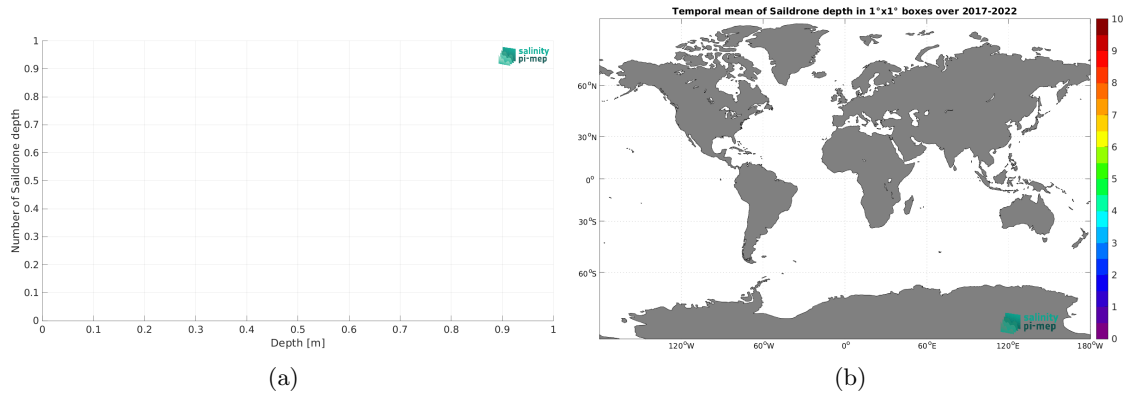 1
0.9
0.8
0.7
0.6
0.5
0.4
0.3
0.2
0.1
0
Number of Saildrone depth
0 0.1 0.2 0.3 0.4 0.5 0.6 0.7 0.8 0.9 1
Depth [m]
salinity
pi-mep
(a)
Temporal mean of Saildrone depth in 1°x1° boxes over 2017-2022
60°N
30°N
0°
30°S
60°S
120°W 60°W 0° 60°E 120°E 180°W
salinity
pi-mep
10
9
8
7
6
5
4
3
2
1
0
(b)